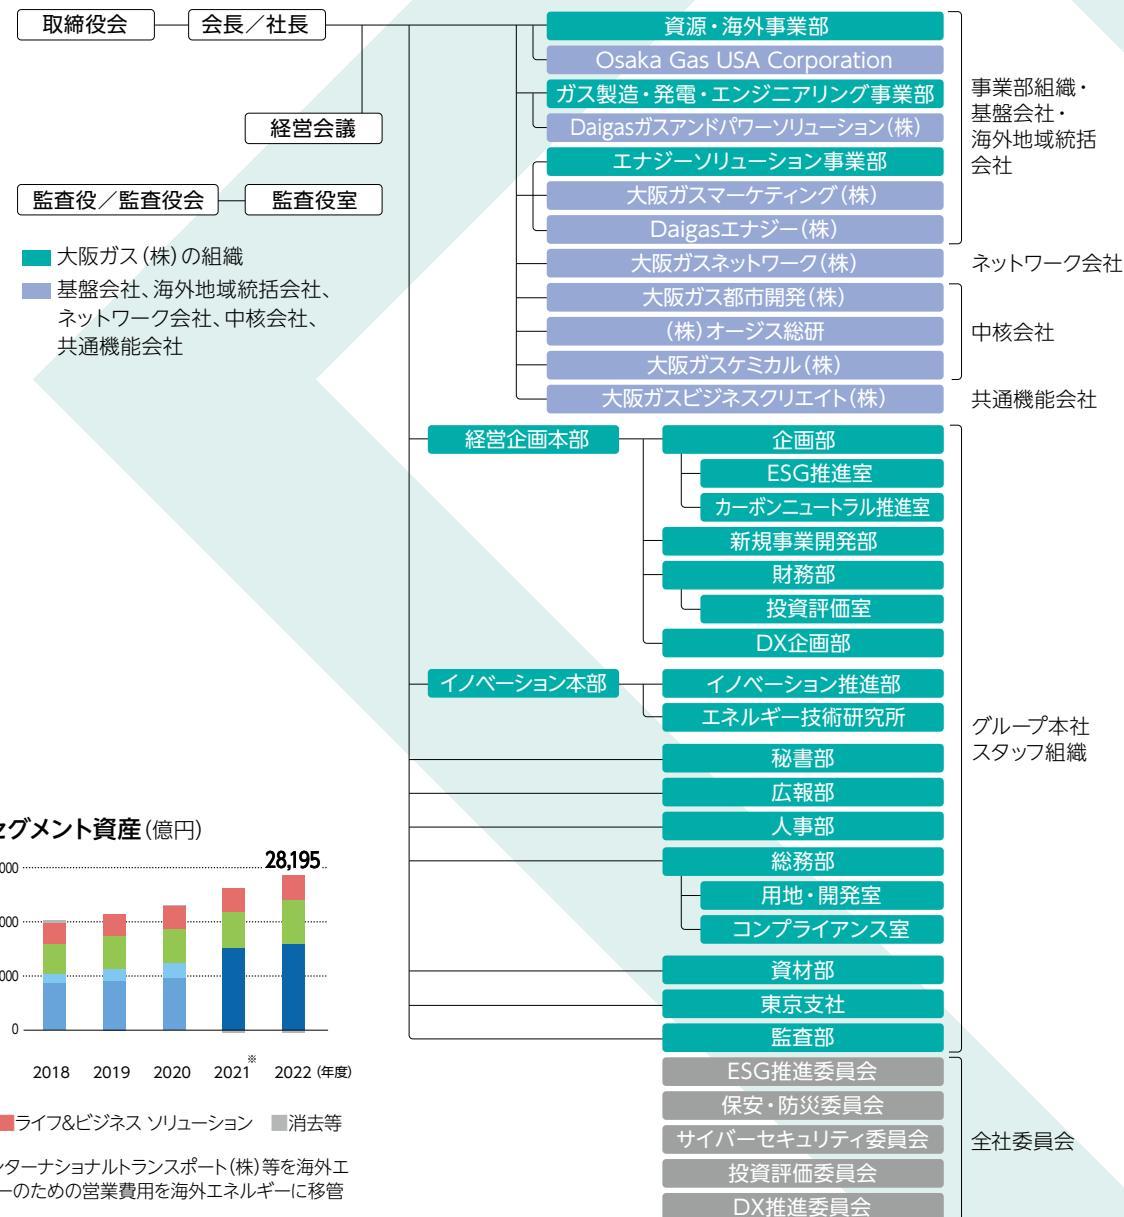 取締役会
会長／社長
経営会議
監査役／監査役会
監査役室
大阪ガス(株)の組織
基盤会社、海外地域統括会社、
ネットワーク会社、中核会社、
共通機能会社
資源・海外事業部
Osaka Gas USA Corporation
ガス製造・発電・エンジニアリング事業部
Daigasガスアンドパワーソリューション(株)
エナジーソリューション事業部
大阪ガスマーケティング(株)
Daigasエナジー(株)
事業部組織・
基盤会社・
海外地域統括
会社
大阪ガスネットワーク(株)
ネットワーク会社
大阪ガス都市開発(株)
(株)オージス総研
大阪ガスケミカル(株)
中核会社
大阪ガスビジネスクリエイト(株)
共通機能会社
経営企画本部
企画部
ESG推進室
カーボンニュートラル推進室
新規事業開発部
財務部
投資評価室
DX企画部
イノベーション本部
イノベーション推進部
エネルギー技術研究所
秘書部
広報部
人事部
総務部
用地・開発室
コンプライアンス室
資材部
東京支社
監査部
グループ本社
スタッフ組織
ESG推進委員会
保安・防災委員会
サイバーセキュリティ委員会
投資評価委員会
DX推進委員会
全社委員会
セグメント資産(億円)
28,195
000
000
000
0
2018 2019 2020 2021※ 2022 (年度)
ライフ&ビジネス ソリューション 消去等
ンターナショナルトランスポート(株)等を海外エ
ーのための営業費用を海外エネルギーに移管